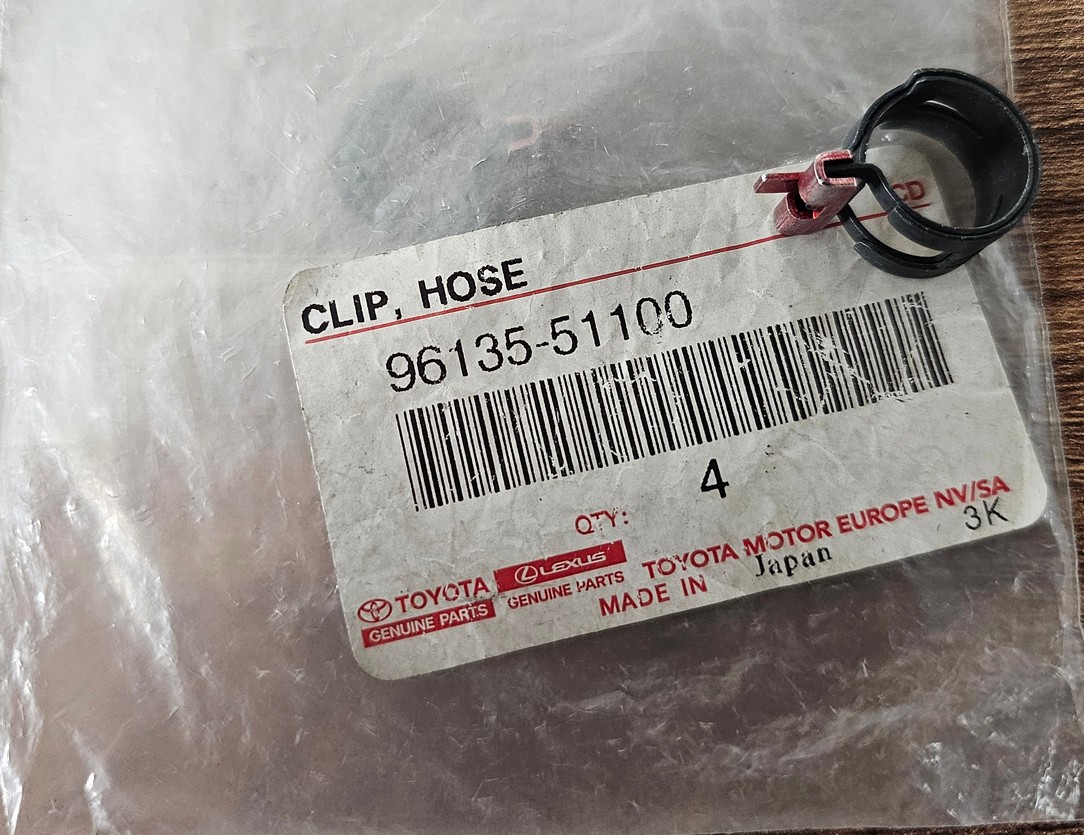 CD
CLIP, HOSE
96135-51100
4
QTY:
TOYOTA
GENUINE PARTS
LEXUS
GENUINE PARTS
TOYOTA MOTOR EUROPE NV/SA
MADE IN Japan
3K